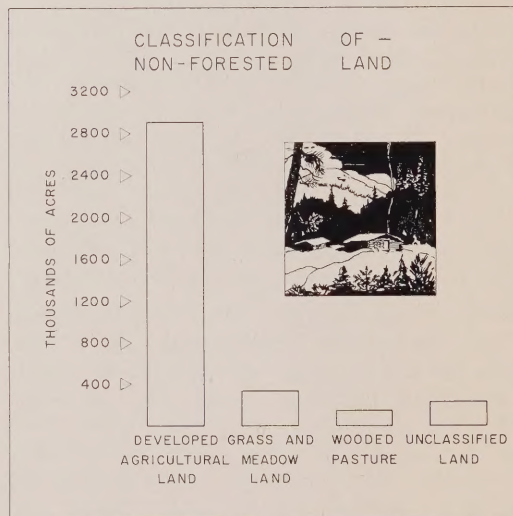 CLASSIFICATION OF —
NON-FORESTED LAND
3200
2800
2400
2000
1600
1200
800
400
THOUSANDS OF ACRES
DEVELOPED AGRICULTURAL LAND
GRASS AND MEADOW LAND
WOODED PASTURE
UNCLASSIFIED LAND